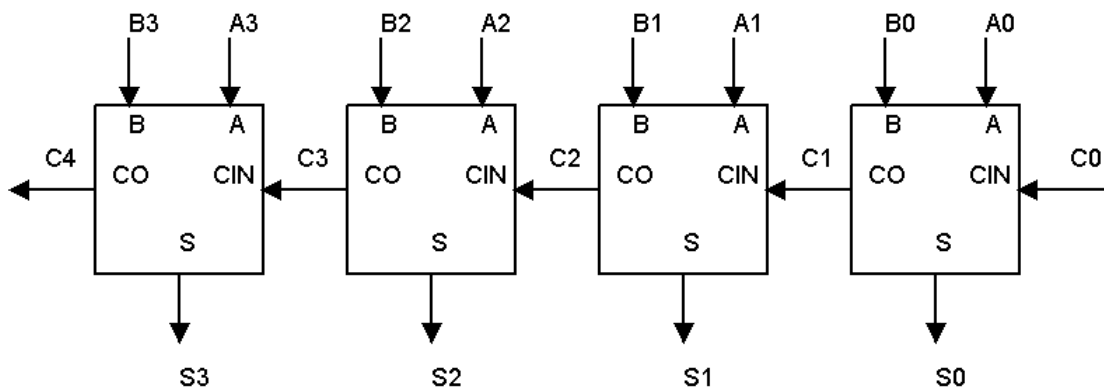 B3 A3 B2 A2 B1 A1 B0 A0
B A B A B A B A
C4 CO CIN C3 CO CIN C2 CO CIN C1 CO CIN C0
S S S S
S3 S2 S1 S0